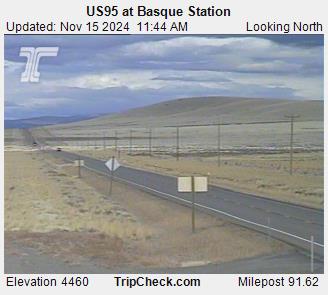 US95 at Basque Station
Updated: Nov 15 2024 11:44 AM Looking North
Elevation 4460 TripCheck.com Milepost 91.62